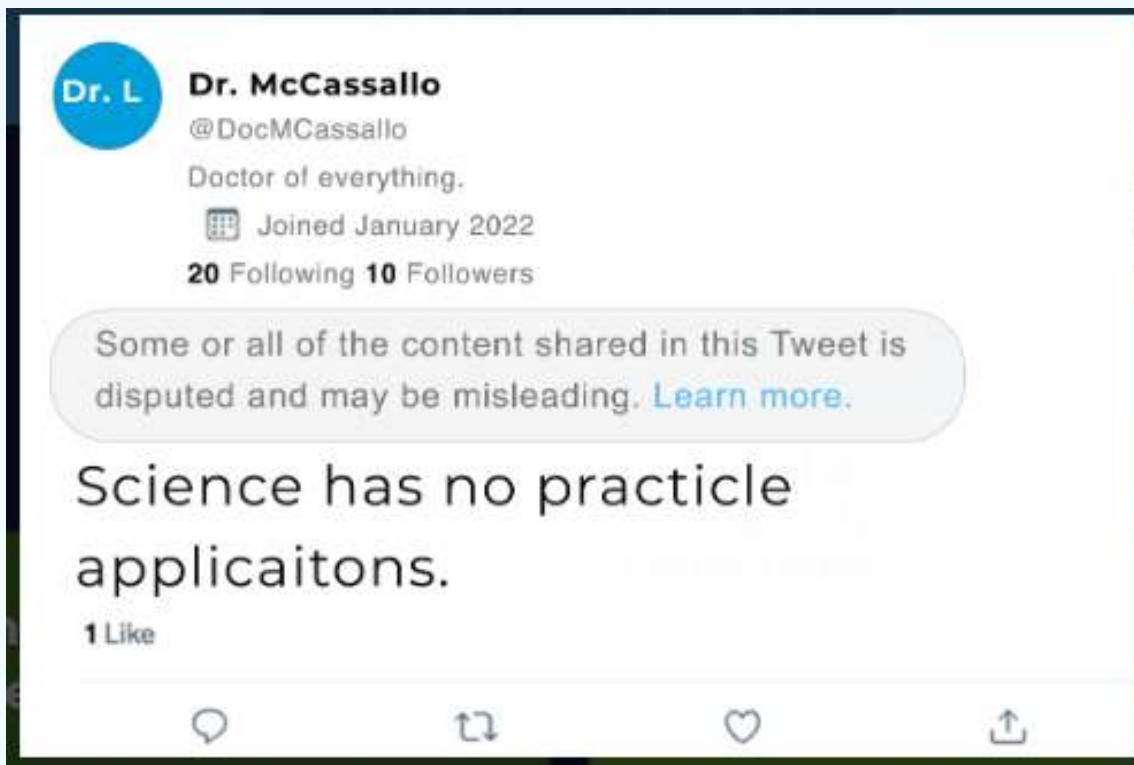 Dr. L
Dr. McCassallo
@DocMCassallo
Doctor of everything.
Joined January 2022
20 Following 10 Followers
Some or all of the content shared in this Tweet is
disputed and may be misleading. Learn more.
Science has no practicle
applicaitons.
1 Like